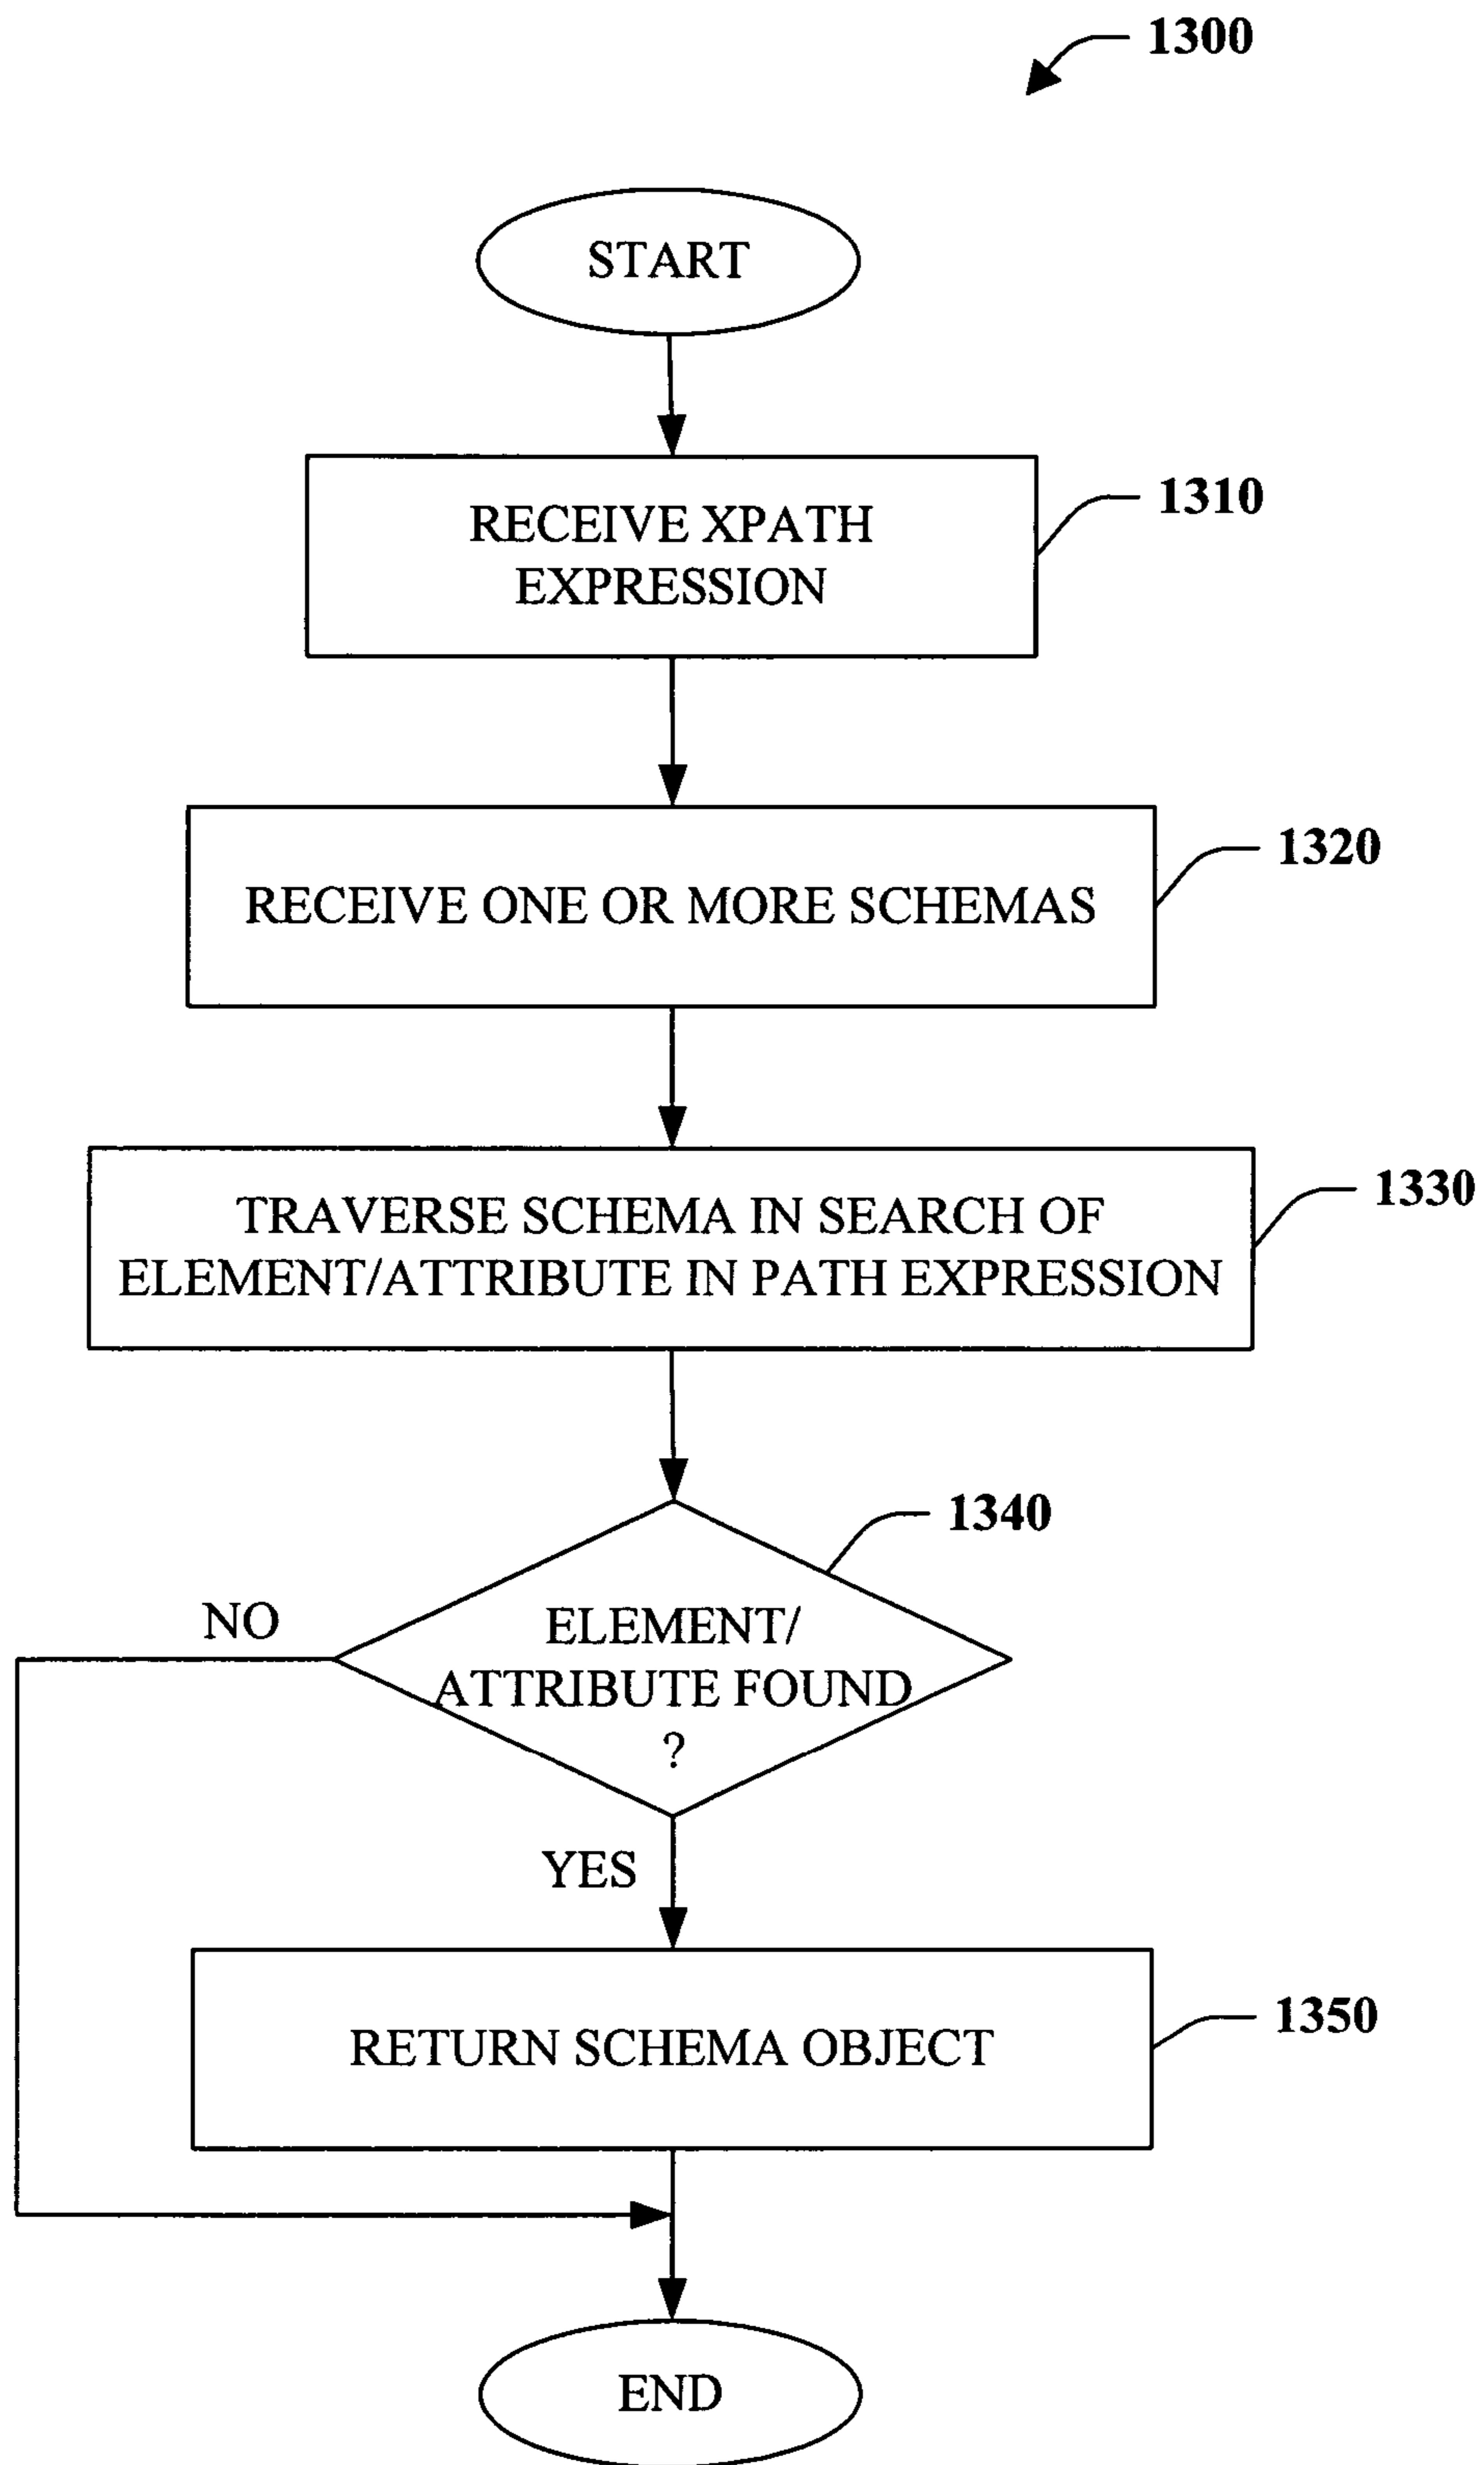 1300
START
RECEIVE XPATH
EXPRESSION
1310
RECEIVE ONE OR MORE SCHEMAS
1320
TRAVERSE SCHEMA IN SEARCH OF
ELEMENT/ATTRIBUTE IN PATH EXPRESSION
1330
1340
NO
ELEMENT/
ATTRIBUTE FOUND
?
YES
RETURN SCHEMA OBJECT
1350
END